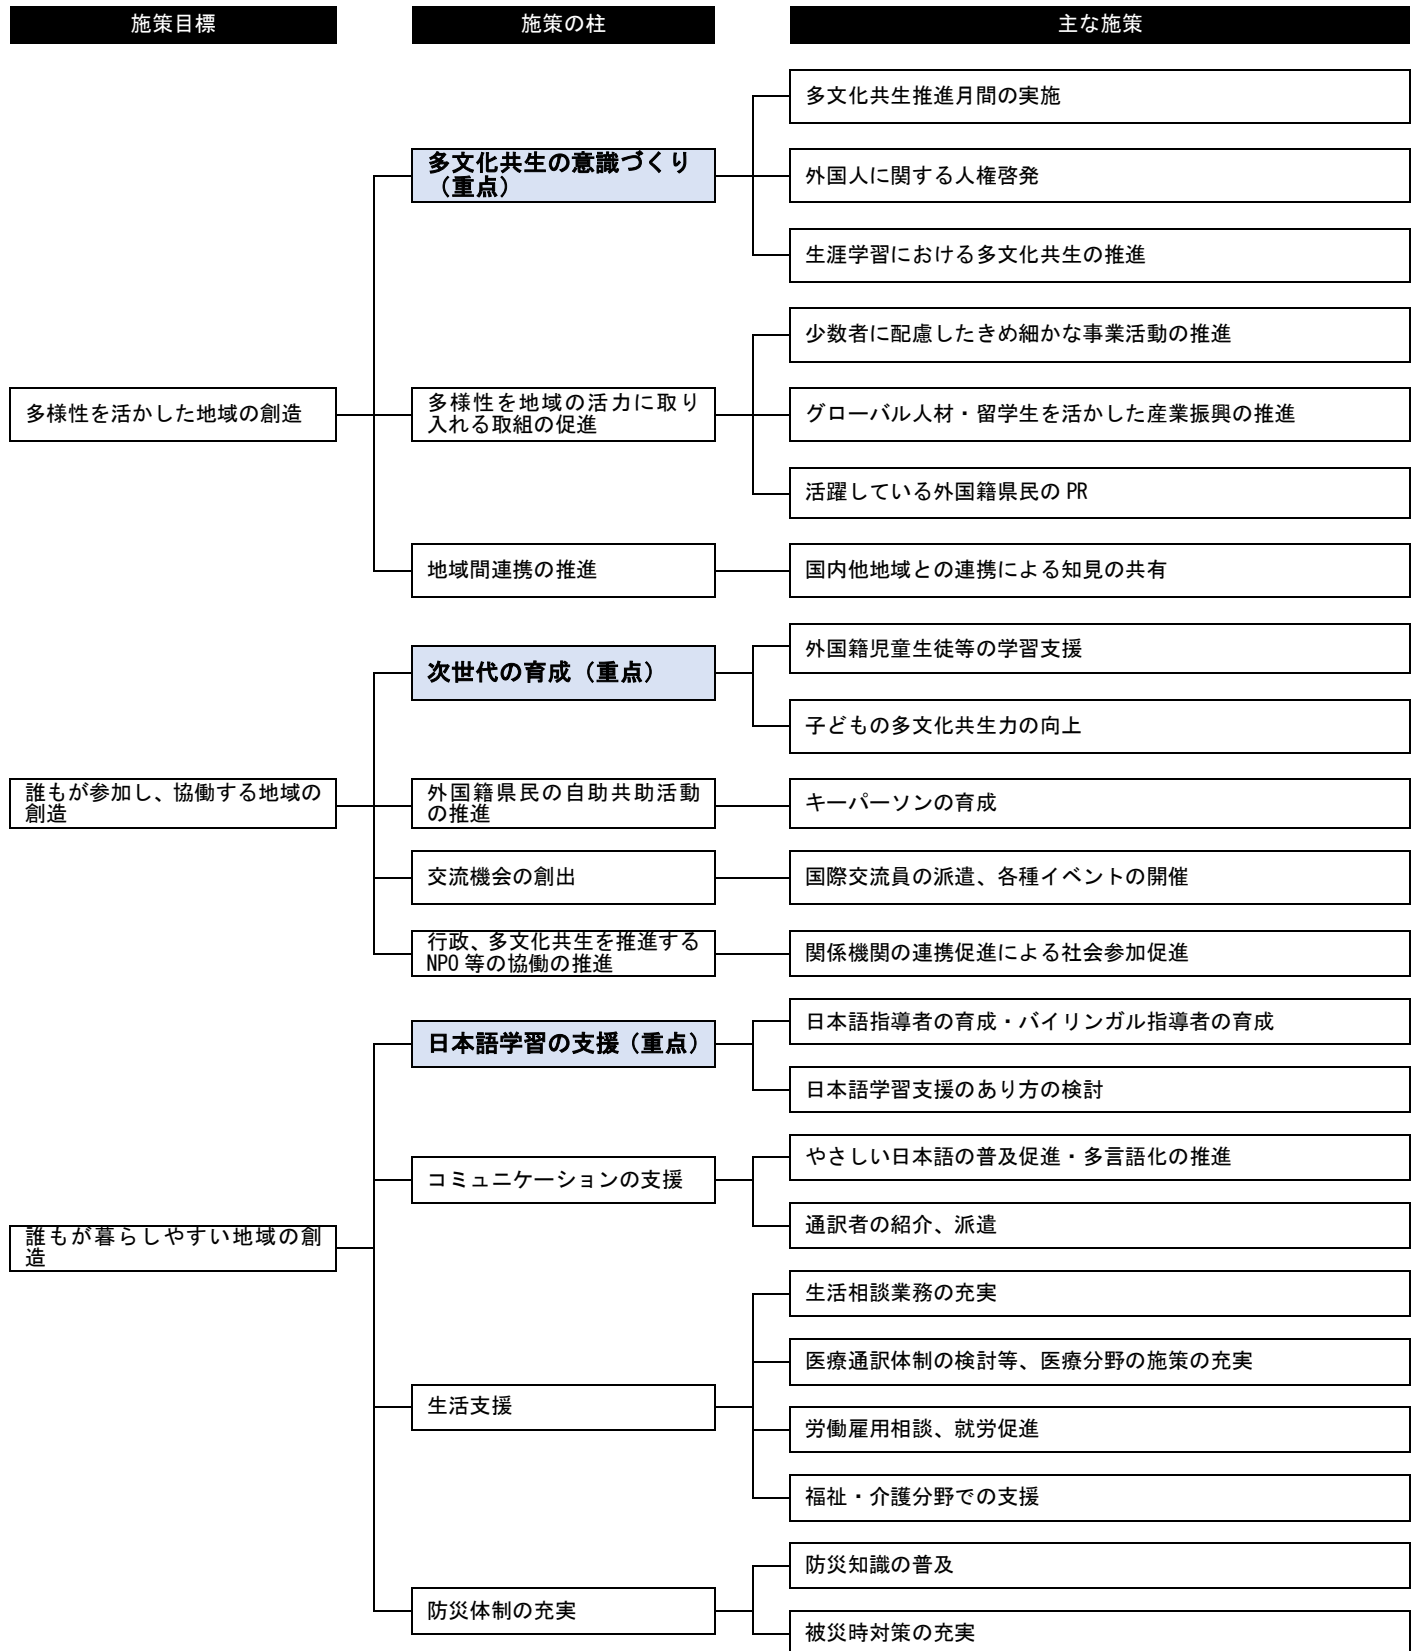 施策目標
施策の柱
主な施策
多様性を活かした地域の創造
多文化共生の意識づくり
（重点）
多文化共生推進月間の実施
外国人に関する人権啓発
生涯学習における多文化共生の推進
多様性を地域の活力に取り
入れる取組の促進
少数者に配慮したきめ細かな事業活動の推進
グローバル人材・留学生を活かした産業振興の推進
活躍している外国籍県民の PR
地域間連携の推進
国内他地域との連携による知見の共有
誰もが参加し、協働する地域の
創造
次世代の育成（重点）
外国籍児童生徒等の学習支援
子どもの多文化共生力の向上
外国籍県民の自助共助活動
の推進
キーパーソンの育成
交流機会の創出
国際交流員の派遣、各種イベントの開催
行政、多文化共生を推進する
NPO 等の協働の推進
関係機関の連携促進による社会参加促進
誰もが暮らしやすい地域の創
造
日本語学習の支援（重点）
日本語指導者の育成・バイリンガル指導者の育成
日本語学習支援のあり方の検討
コミュニケーションの支援
やさしい日本語の普及促進・多言語化の推進
通訳者の紹介、派遣
生活支援
生活相談業務の充実
医療通訳体制の検討等、医療分野の施策の充実
労働雇用相談、就労促進
福祉・介護分野での支援
防災体制の充実
防災知識の普及
被災時対策の充実